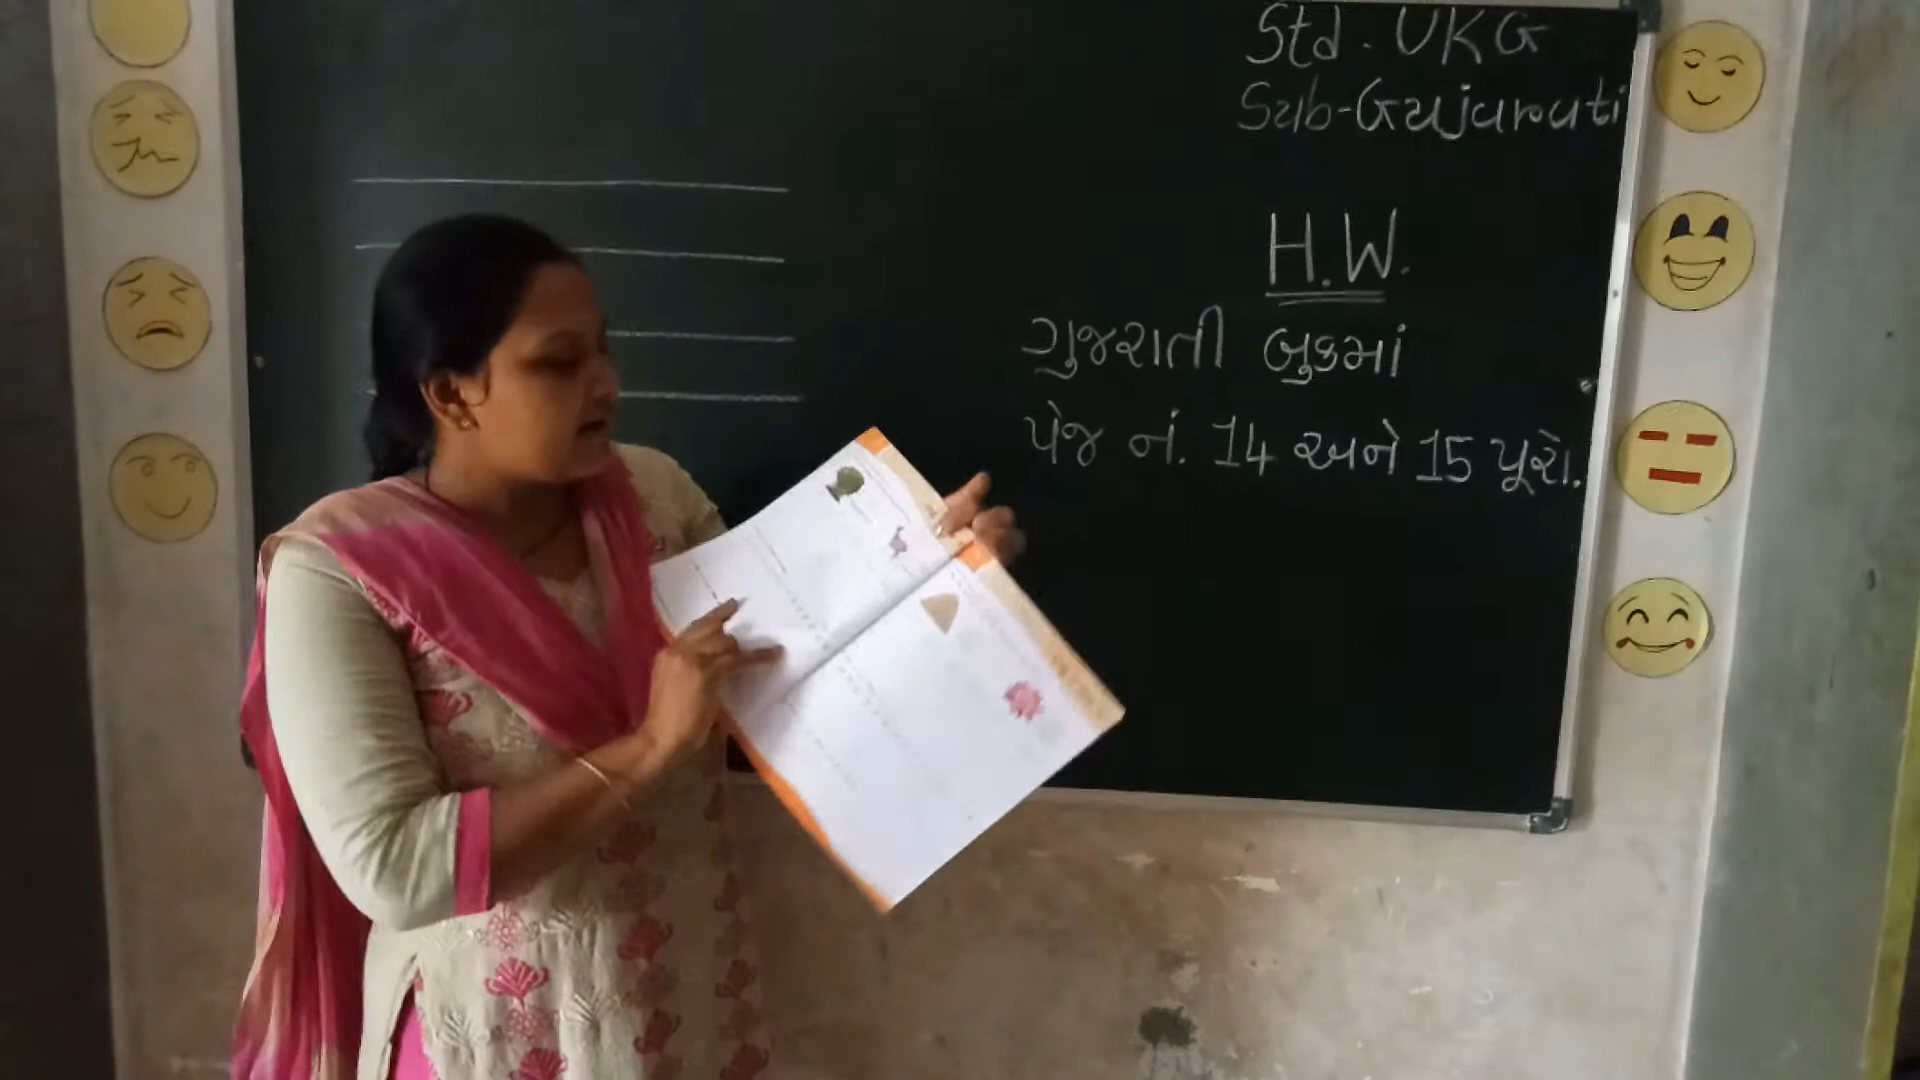 Std. UKG
Sub-Gujarati
H.W.
ગુજરાતી બુકમાં
પેજ નં. 14 અને 15 પૂરો.